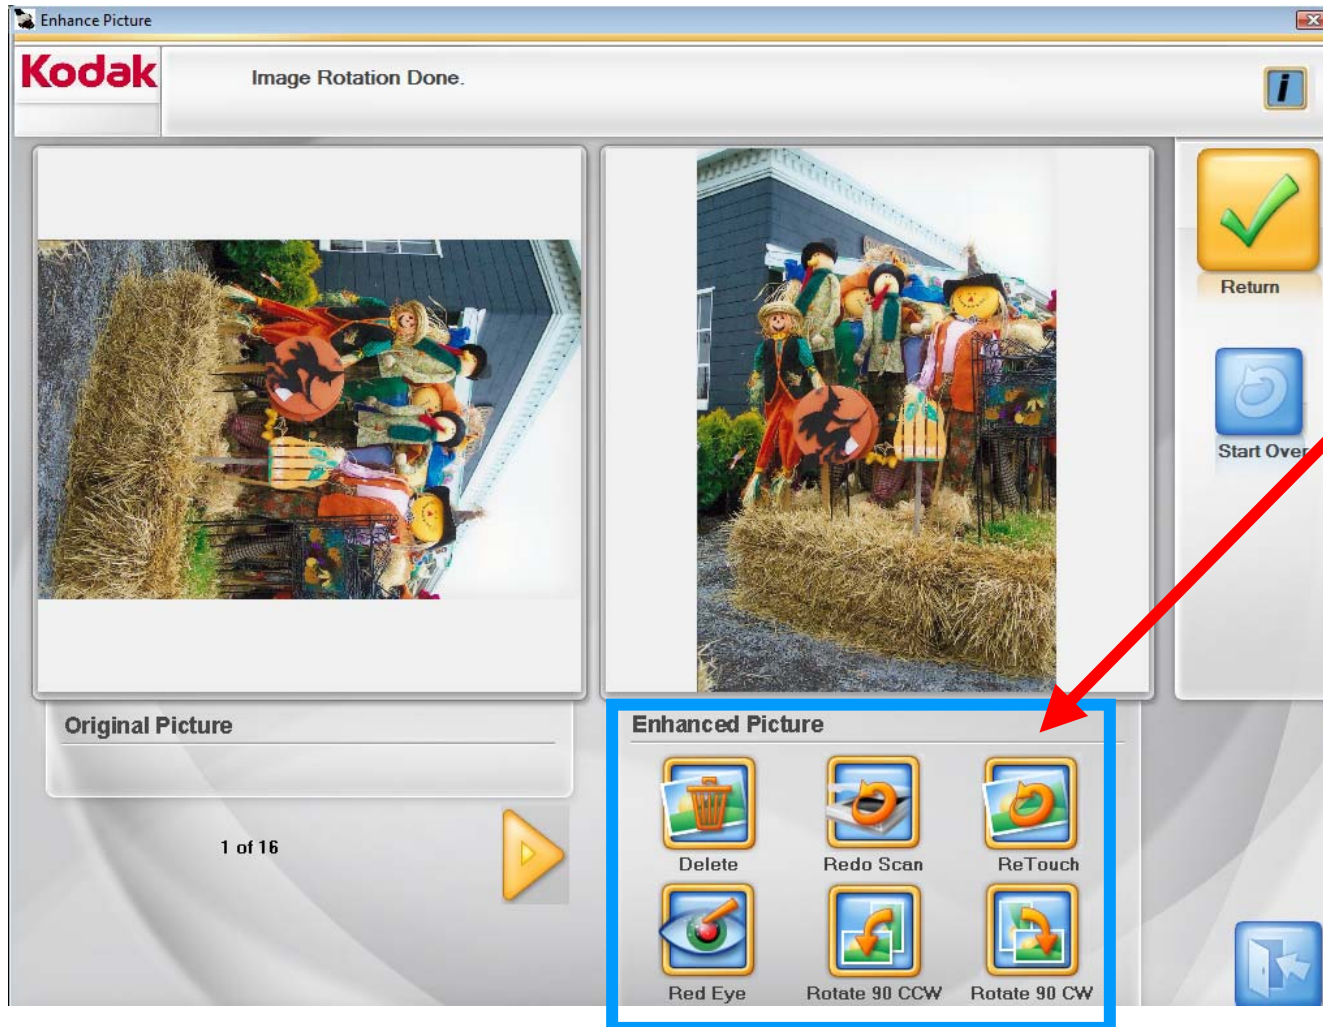 Enhance Picture
Kodak
Image Rotation Done.
i
Return
Start Over
Original Picture
Enhanced Picture
Delete
Redo Scan
ReTouch
1 of 16
Red Eye
Rotate 90 CCW
Rotate 90 CW